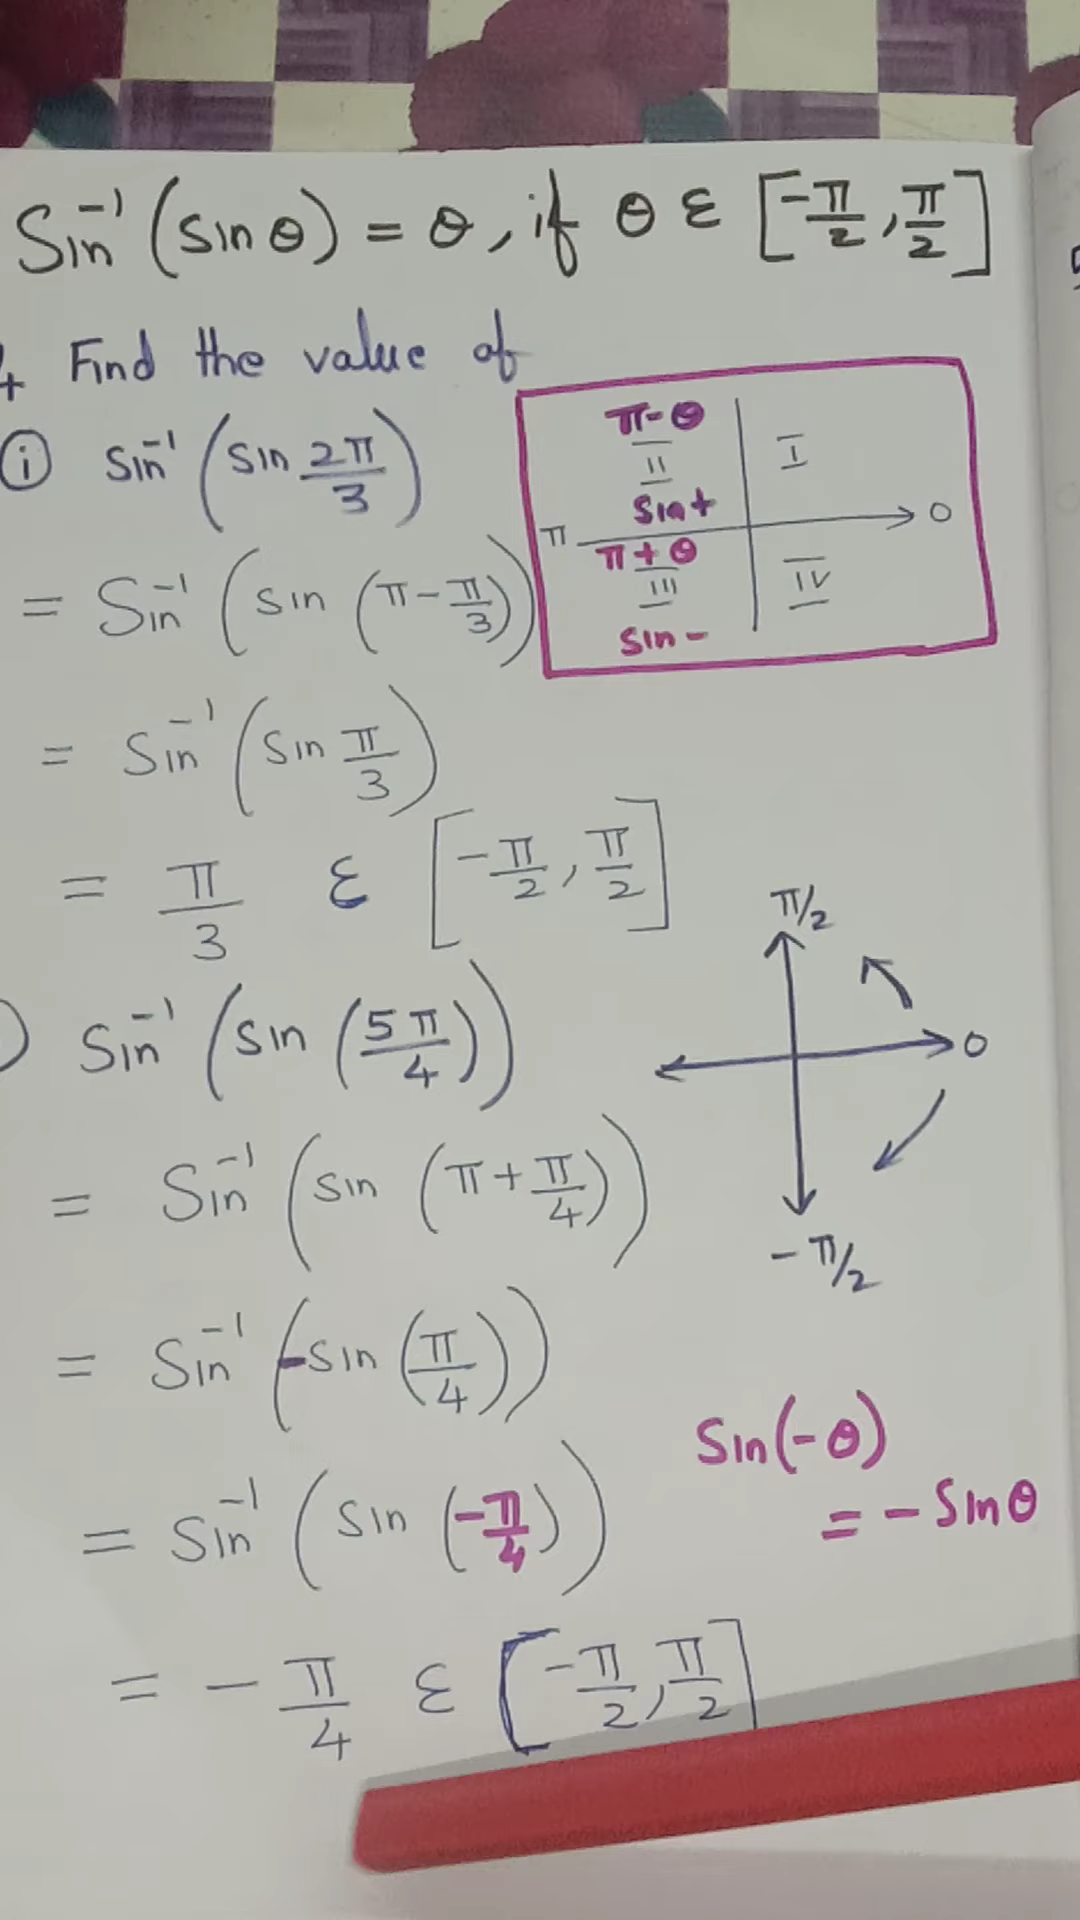 Sin⁻¹(sin θ) = θ, if θ ε [-π/2, π/2]
Find the value of
(i) sin⁻¹(sin 2π/3)
= Sin⁻¹(sin (π - π/3))
= Sin⁻¹(sin π/3)
= π/3 ε [-π/2, π/2]
π-θ
II
Sin+
I
π
0
π+θ
III
sin-
IV
Sin⁻¹(sin (5π/4))
= Sin⁻¹(sin (π+π/4))
= Sin⁻¹(-sin (π/4))
= Sin⁻¹(sin (-π/4))
= -π/4 ε [-π/2, π/2]
π/2
0
-π/2
Sin(-θ)
= -Sinθ